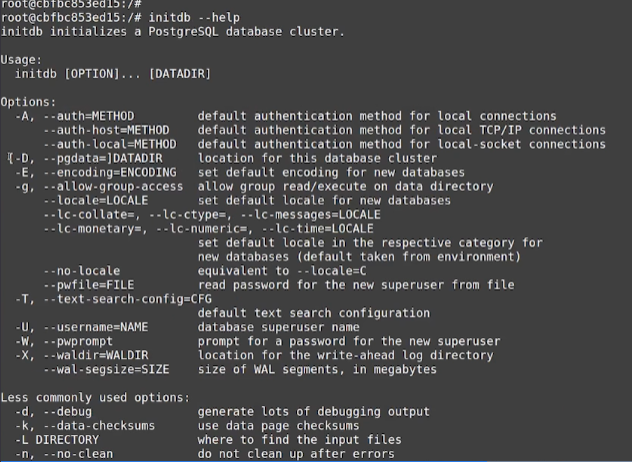 root@cbfbc853ed15:/#
root@cbfbc853ed15:/# initdb --help
initdb initializes a PostgreSQL database cluster.
Usage:
initdb [OPTION]... [DATADIR]
Options:
-A, --auth=METHOD default authentication method for local connections
--auth-host=METHOD default authentication method for local TCP/IP connections
--auth-local=METHOD default authentication method for local-socket connections
[-D, --pgdata=]DATADIR location for this database cluster
-E, --encoding=ENCODING set default encoding for new databases
-g, --allow-group-access allow group read/execute on data directory
--locale=LOCALE set default locale for new databases
--lc-collate=, --lc-ctype=, --lc-messages=LOCALE
--lc-monetary=, --lc-numeric=, --lc-time=LOCALE
set default locale in the respective category for
new databases (default taken from environment)
--no-locale equivalent to --locale=C
--pwfile=FILE read password for the new superuser from file
-T, --text-search-config=CFG
default text search configuration
-U, --username=NAME database superuser name
-W, --pwprompt prompt for a password for the new superuser
-X, --waldir=WALDIR location for the write-ahead log directory
--wal-segsize=SIZE size of WAL segments, in megabytes
Less commonly used options:
-d, --debug generate lots of debugging output
-k, --data-checksums use data page checksums
-L DIRECTORY where to find the input files
-n, --no-clean do not clean up after errors